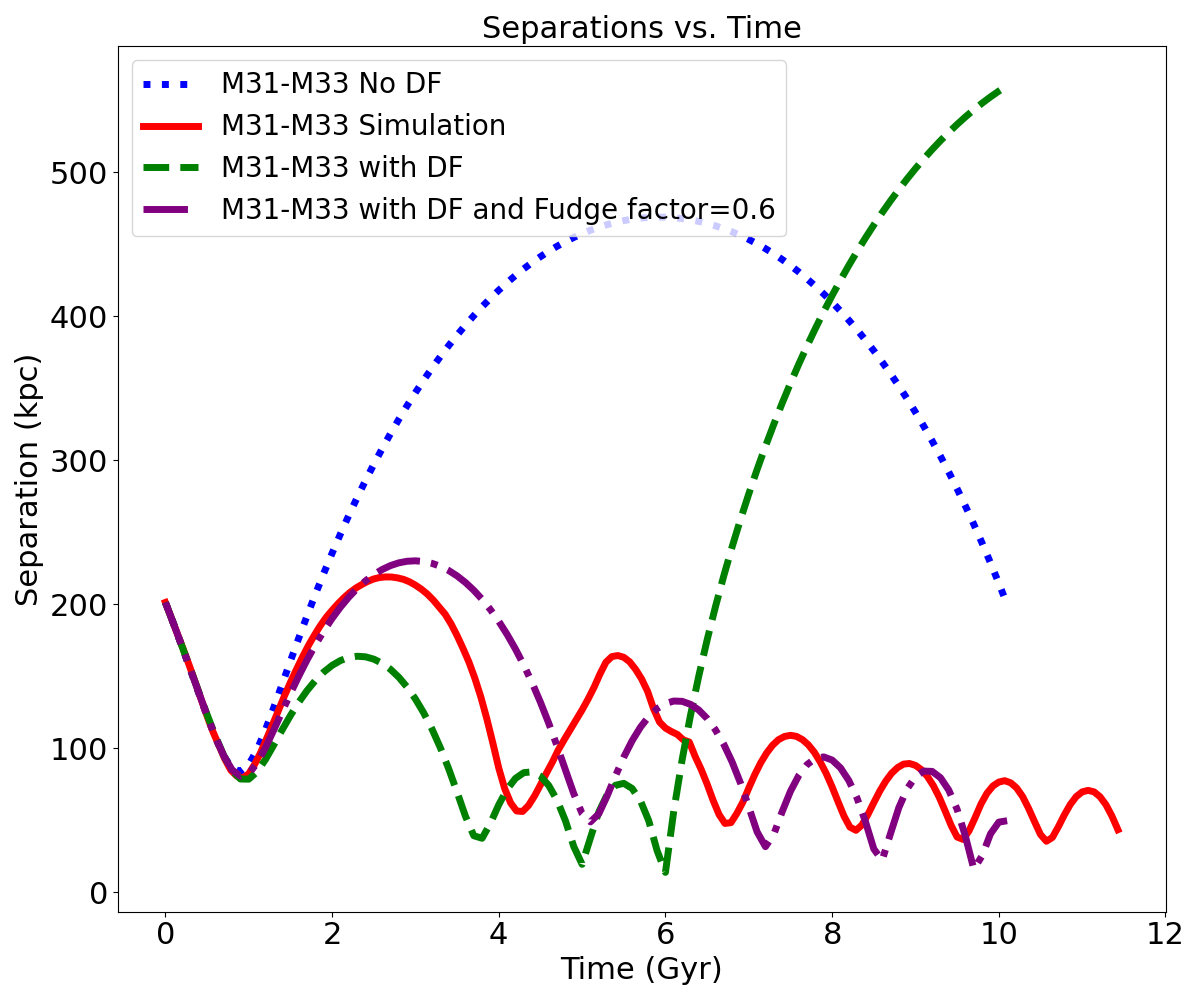 Separations vs. Time
M31-M33 No DF
M31-M33 Simulation
M31-M33 with DF
M31-M33 with DF and Fudge factor=0.6
Separation (kpc)
500
400
300
200
100
0
0 2 4 6 8 10 12
Time (Gyr)